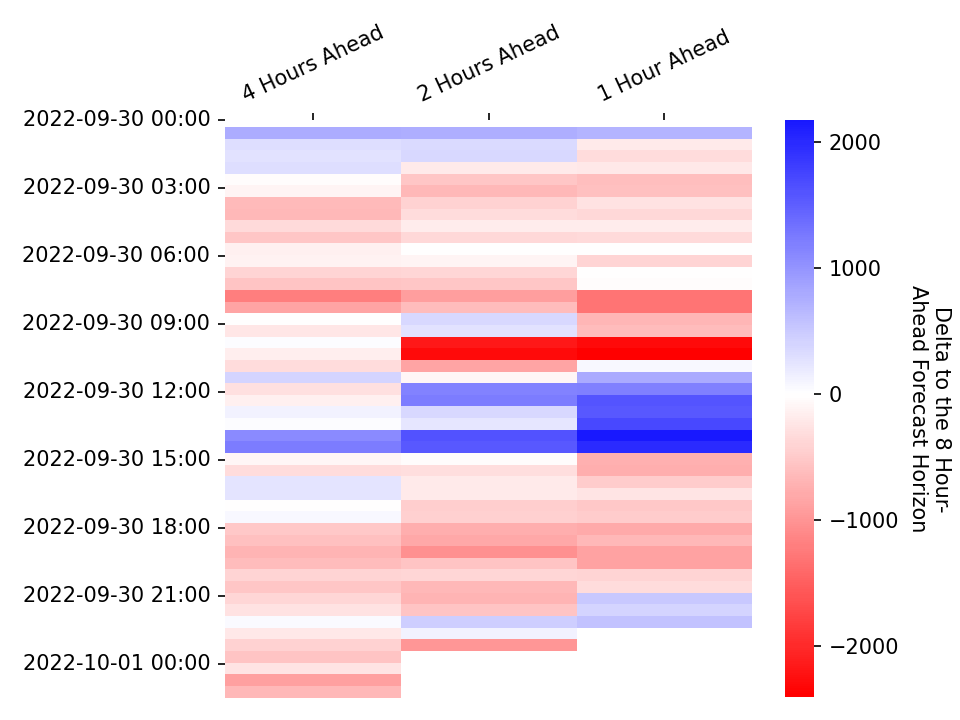 4 Hours Ahead
2 Hours Ahead
1 Hour Ahead
2022-09-30 00:00
2022-09-30 03:00
2022-09-30 06:00
2022-09-30 09:00
2022-09-30 12:00
2022-09-30 15:00
2022-09-30 18:00
2022-09-30 21:00
2022-10-01 00:00
2000
1000
0
−1000
−2000
Delta to the 8 Hour-
Ahead Forecast Horizon